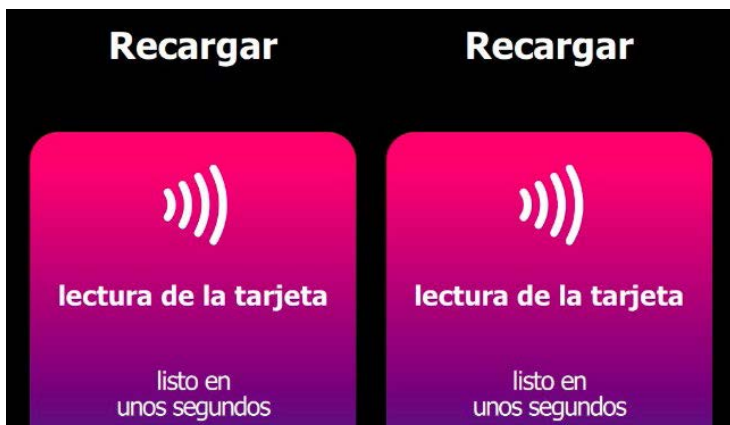 Recargar
lectura de la tarjeta
listo en
unos segundos
Recargar
lectura de la tarjeta
listo en
unos segundos